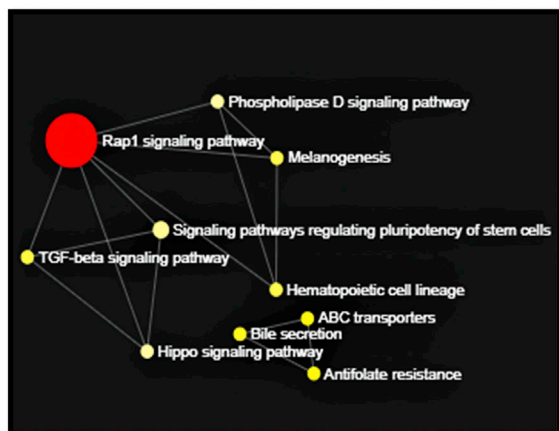 Phospholipase D signaling pathway
Rap1 signaling pathway
Melanogenesis
Signaling pathways regulating pluripotency of stem cells
TGF-beta signaling pathway
Hematopoietic cell lineage
ABC transporters
Bile secretion
Hippo signaling pathway
Antifolate resistance